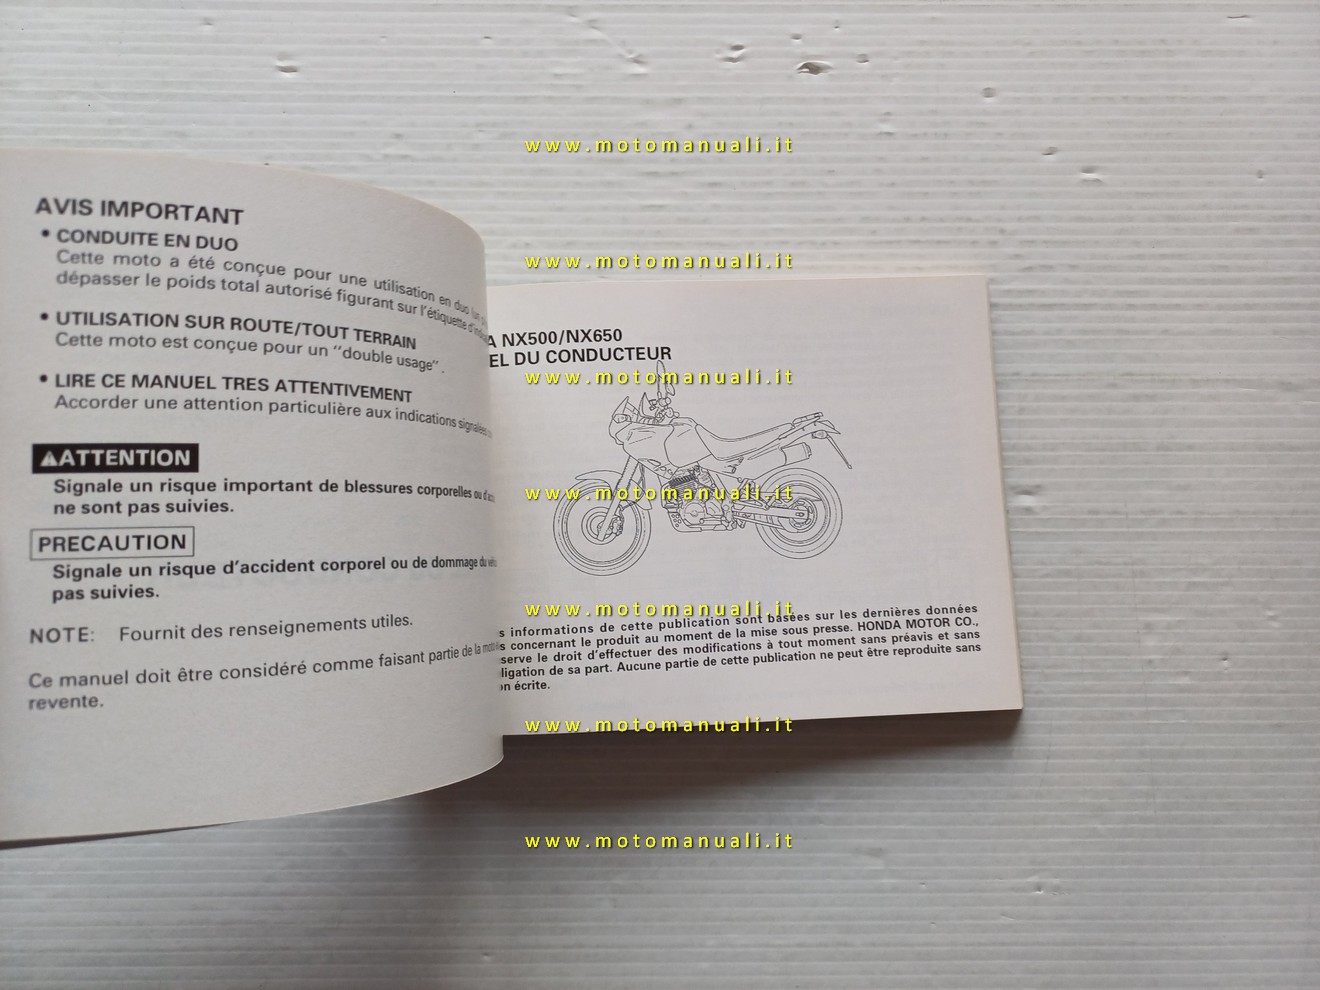 AVIS IMPORTANT
• CONDUITE EN DUO
Cette moto a été conçue pour une utilisation en duo
dépasser le poids total autorisé figurant sur l'étiquette
• UTILISATION SUR ROUTE/TOUT TERRAIN
Cette moto est conçue pour un "double usage".
• LIRE CE MANUEL TRES ATTENTIVEMENT
Accorder une attention particulière aux indications signalées
⚠ATTENTION
Signale un risque important de blessures corporelles ou
ne sont pas suivies.
PRECAUTION
Signale un risque d'accident corporel ou de dommage du
pas suivies.
NOTE: Fournit des renseignements utiles.
Ce manuel doit être considéré comme faisant partie de la moto
revente.
A NX500/NX650
EL DU CONDUCTEUR
s informations de cette publication sont basées sur les dernières données
s concernant le produit au moment de la mise sous presse. HONDA MOTOR CO.,
serve le droit d'effectuer des modifications à tout moment sans préavis et sans
ligation de sa part. Aucune partie de cette publication ne peut être reproduite sans
on écrite.
www.motomanuali.it
www.motomanuali.it
www.motomanuali.it
www.motomanuali.it
www.motomanuali.it
www.motomanuali.it
www.motomanuali.it